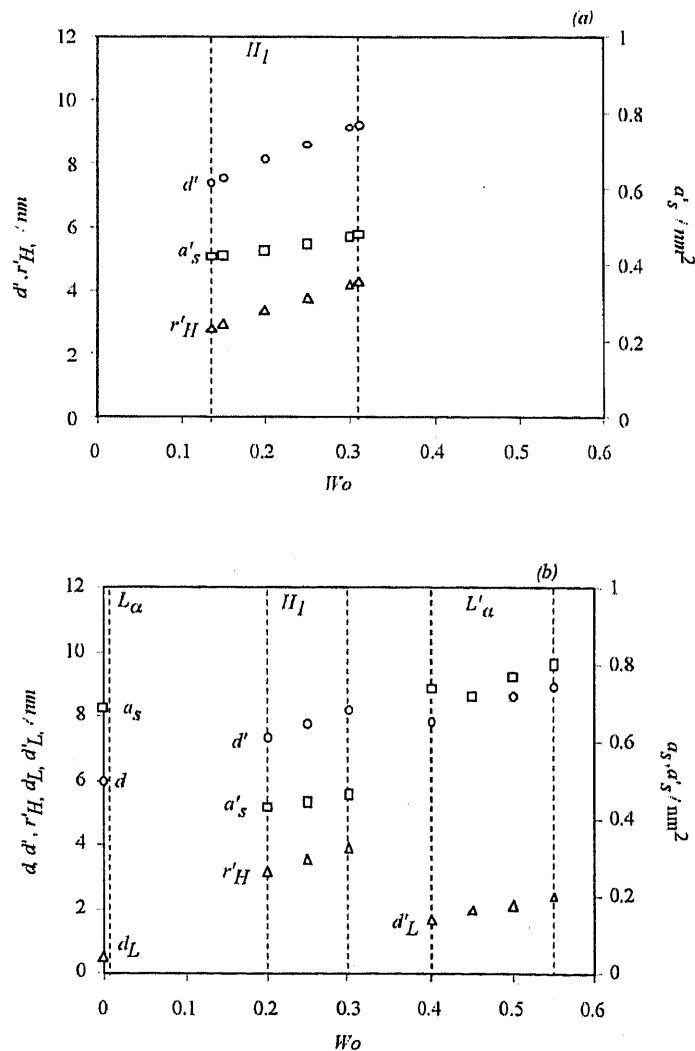 (a)
12
10
8
6
4
2
0
H₁
d'
a'ₛ
r'H
1
0.8
0.6
0.4
0.2
0
0 0.1 0.2 0.3 0.4 0.5 0.6
Wo
d', r'H, / nm
a'ₛ / nm²
(b)
12
10
8
6
4
2
0
Lα
H₁
L'α
aₛ
d
dL
d'
a'ₛ
r'H
d'L
1
0.8
0.6
0.4
0.2
0
0 0.1 0.2 0.3 0.4 0.5 0.6
Wo
d, d', r'H, dL, d'L, / nm
aₛ, a'ₛ / nm²